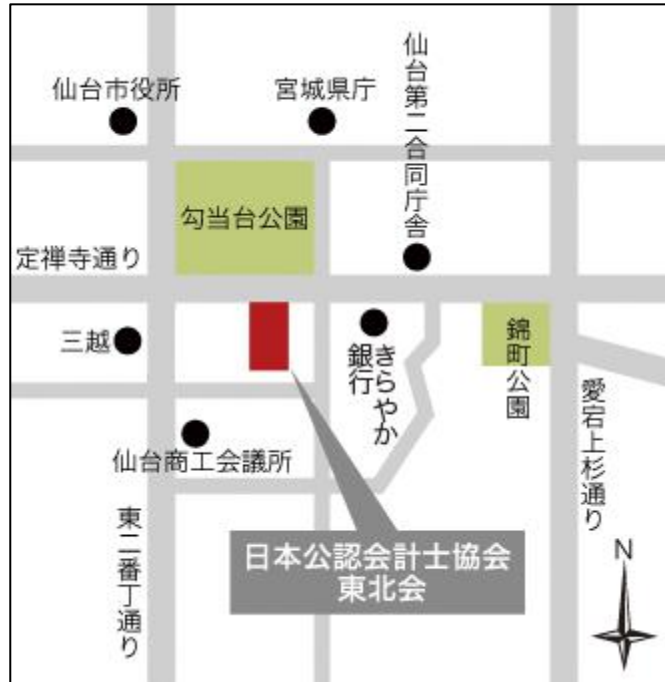 仙台市役所
宮城県庁
仙台第二合同庁舎
勾当台公園
定禅寺通り
三越
きらやか
銀行
錦町公園
仙台商工会議所
愛宕上杉通り
東二番丁通り
日本公認会計士協会
東北会
N